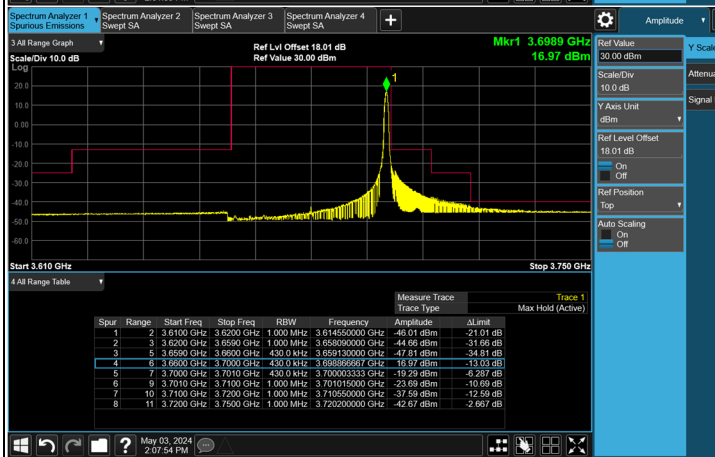 Spectrum Analyzer 1
Spurious Emissions
Spectrum Analyzer 2
Swept SA
Spectrum Analyzer 3
Swept SA
Spectrum Analyzer 4
Swept SA
+
Amplitude
3 All Range Graph
Scale/Div 10.0 dB
Ref Lvl Offset 18.01 dB
Ref Value 30.00 dBm
Mkr1 3.6989 GHz
16.97 dBm
Log
20.0
10.0
0.00
-10.0
-20.0
-30.0
-40.0
-50.0
-60.0
1
Start 3.610 GHz
Stop 3.750 GHz
Ref Value
30.00 dBm
Scale/Div
10.0 dB
Y Axis Unit
dBm
Ref Level Offset
18.01 dB
On
Off
Ref Position
Top
Auto Scaling
On
Off
Y Scale
Attenua
Signal
4 All Range Table
Measure Trace Trace 1
Trace Type Max Hold (Active)
Spur Range Start Freq Stop Freq RBW Frequency Amplitude ΔLimit
1 2 3.6100 GHz 3.6200 GHz 1.000 MHz 3.614550000 GHz -46.01 dBm -21.01 dB
2 3 3.6200 GHz 3.6590 GHz 1.000 MHz 3.658090000 GHz -44.66 dBm -31.66 dB
3 5 3.6590 GHz 3.6600 GHz 430.0 kHz 3.659130000 GHz -47.81 dBm -34.81 dB
4 6 3.6600 GHz 3.7000 GHz 430.0 kHz 3.698866667 GHz 16.97 dBm -13.03 dB
5 7 3.7000 GHz 3.7010 GHz 430.0 kHz 3.700003333 GHz -19.29 dBm -6.287 dB
6 9 3.7010 GHz 3.7100 GHz 1.000 MHz 3.701015000 GHz -23.69 dBm -10.69 dB
7 10 3.7100 GHz 3.7200 GHz 1.000 MHz 3.710550000 GHz -37.59 dBm -12.59 dB
8 11 3.7200 GHz 3.7500 GHz 1.000 MHz 3.720200000 GHz -42.67 dBm -2.667 dB
?
May 03, 2024
2:07:54 PM